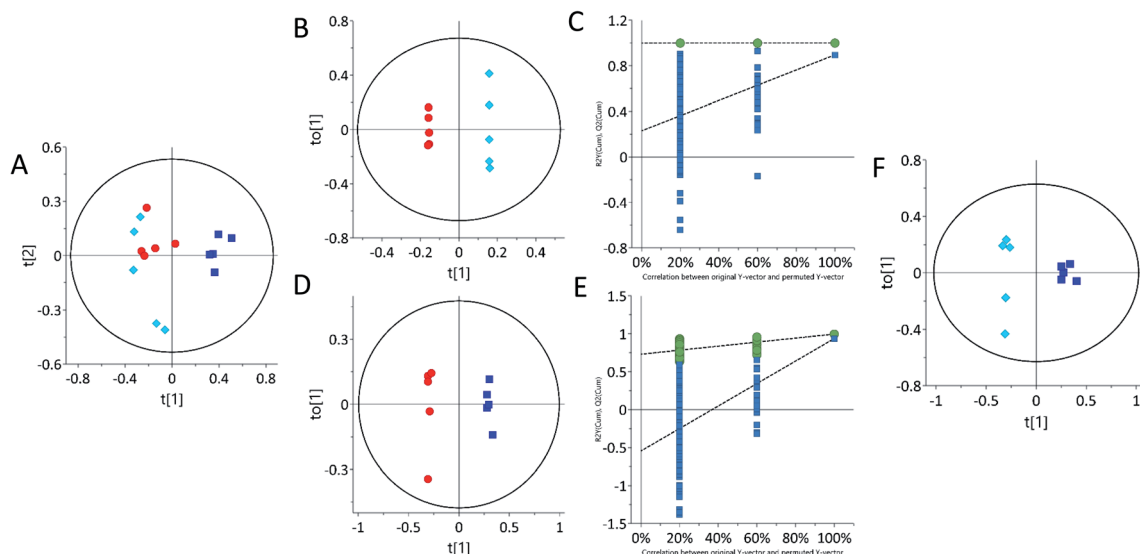 A
0.6
0.3
0
-0.3
-0.6
t[2]
-0.8
-0.4
0
0.4
0.8
t[1]
B
0.8
0.4
0
-0.4
-0.8
to[1]
-0.4
-0.2
0
0.2
0.4
t[1]
C
1.2
0.8
0.4
0
-0.4
-0.8
R2Y(Cum), Q2(Cum)
0% 20% 40% 60% 80% 100%
Correlation between original Y-vector and permuted Y-vector
D
0.3
0
-0.3
to[1]
-1
-0.5
0
0.5
1
t[1]
E
1.5
1
0.5
0
-0.5
-1
-1.5
R2Y(Cum), Q2(Cum)
0% 20% 40% 60% 80% 100%
Correlation between original Y-vector and permuted Y-vector
F
0.8
0.4
0
-0.4
-0.8
to[1]
-1
-0.5
0
0.5
1
t[1]